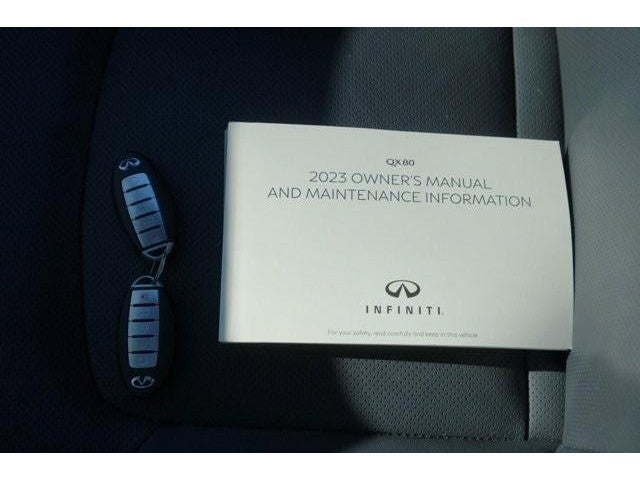 QX80
2023 OWNER'S MANUAL
AND MAINTENANCE INFORMATION
INFINITI
For your safety, read carefully and keep in this vehicle.